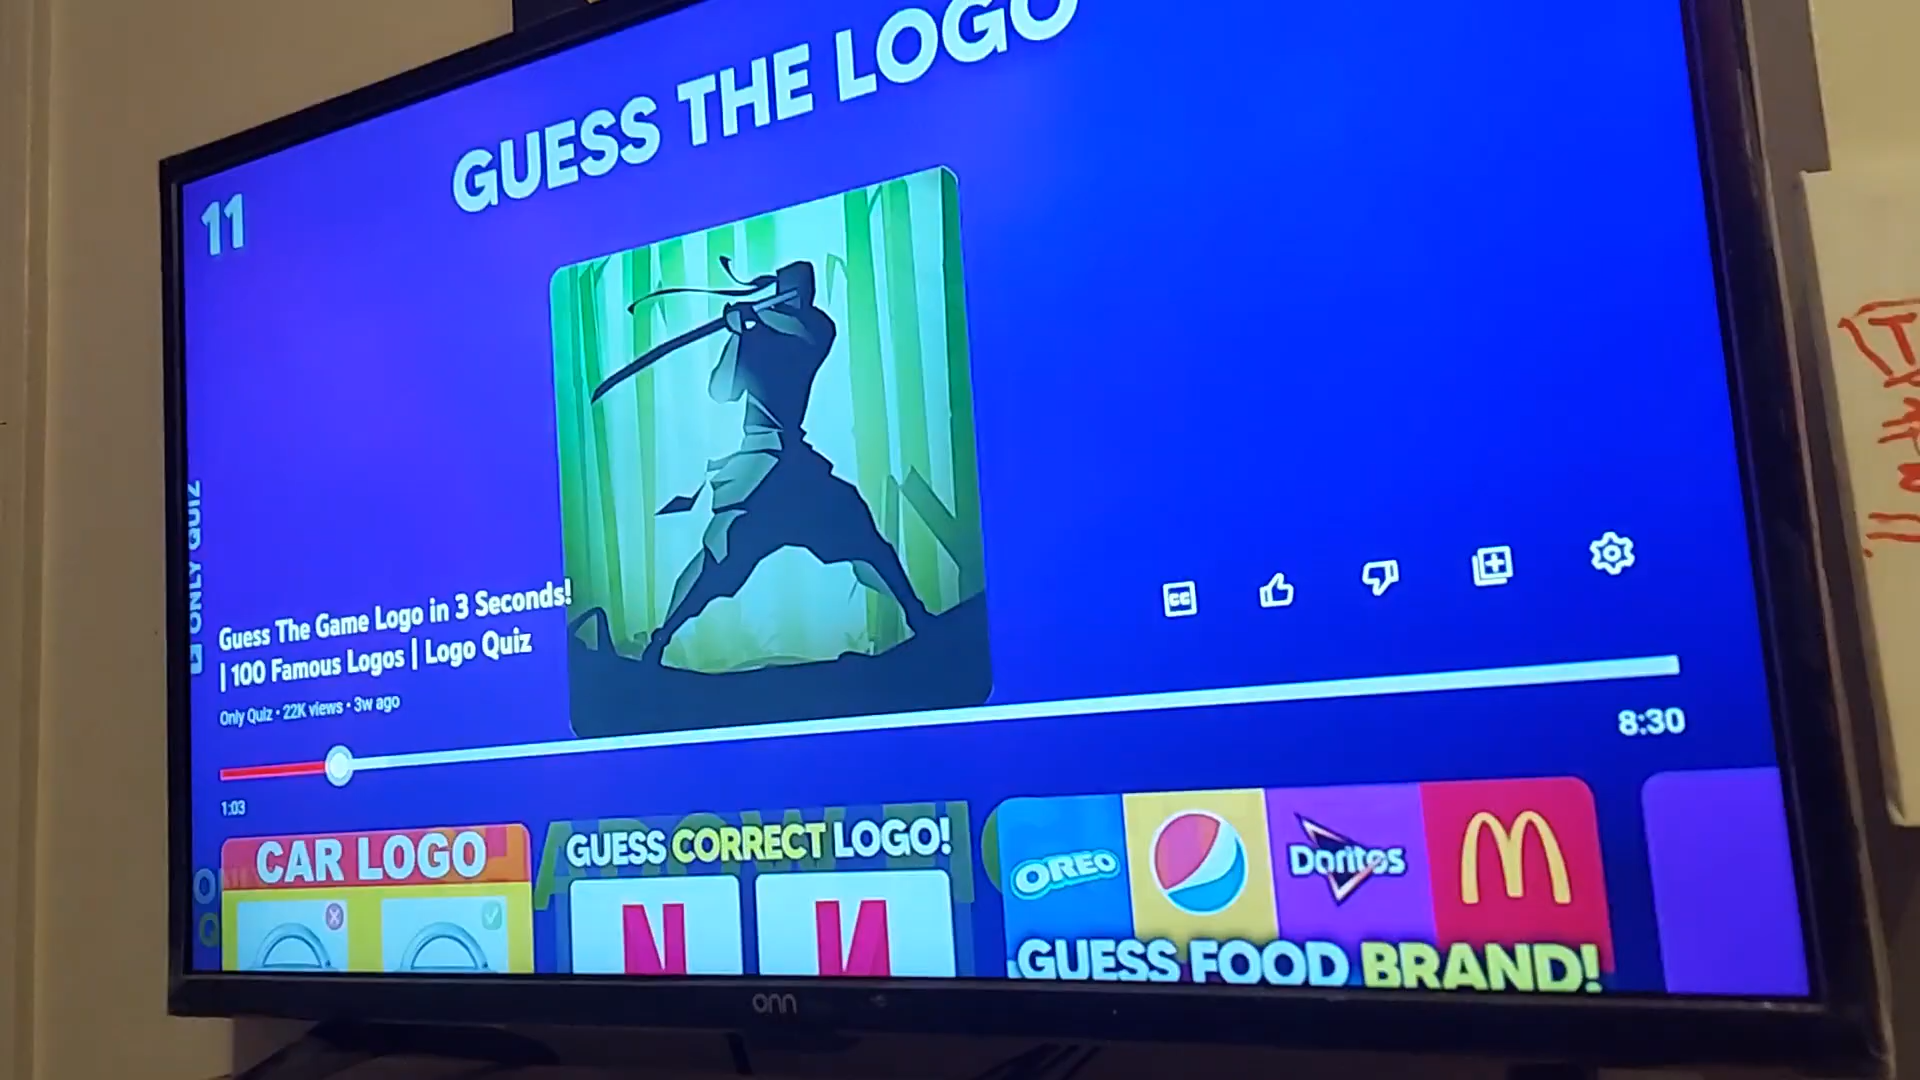 GUESS THE LOGO
11
ONLY QUIZ
Guess The Game Logo in 3 Seconds!
| 100 Famous Logos | Logo Quiz
Only Quiz • 22K views • 3w ago
CC
1:03
8:30
CAR LOGO
GUESS CORRECT LOGO!
N
OREO
Doritos
M
GUESS FOOD BRAND!
onn